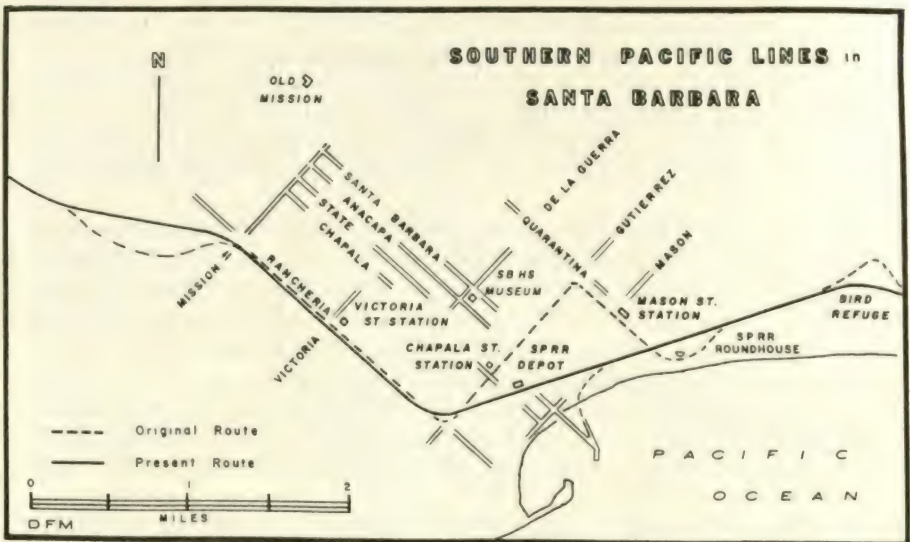 SOUTHERN PACIFIC LINES in
SANTA BARBARA
N
OLD
MISSION
SANTA BARBARA
ANACAPA
STATE
CHAPALA
DE LA GUERRA
QUARANTINA
GUTIERREZ
MASON
MISSION
RANCHERIA
VICTORIA
VICTORIA
ST STATION
SBHS
MUSEUM
MASON ST.
STATION
BIRD
REFUGE
CHAPALA ST.
STATION
SPRR
DEPOT
SPRR
ROUNDHOUSE
PACIFIC
OCEAN
Original Route
Present Route
0 1 2
MILES
DFM